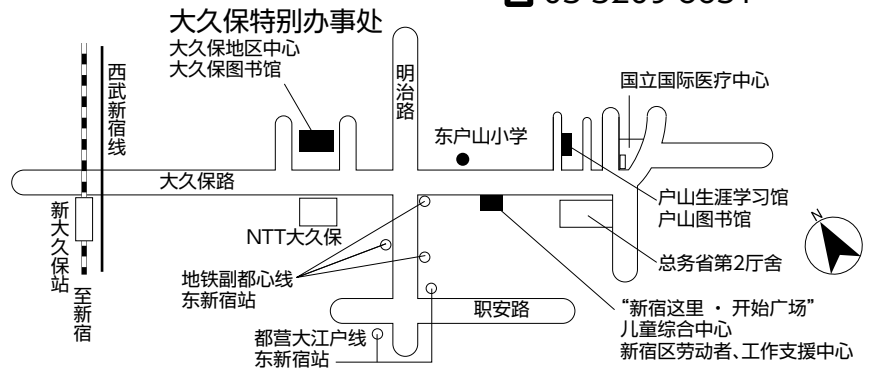 大久保特别办事处
大久保地区中心
大久保图书馆
西武新宿线
明治路
国立国际医疗中心
东户山小学
大久保路
户山生涯学习馆
户山图书馆
新大久保站
NTT大久保
N
地铁副都心线
东新宿站
总务省第2厅舍
至新宿
职安路
“新宿这里 · 开始广场”
儿童综合中心
新宿区劳动者、工作支援中心
都营大江户线
东新宿站